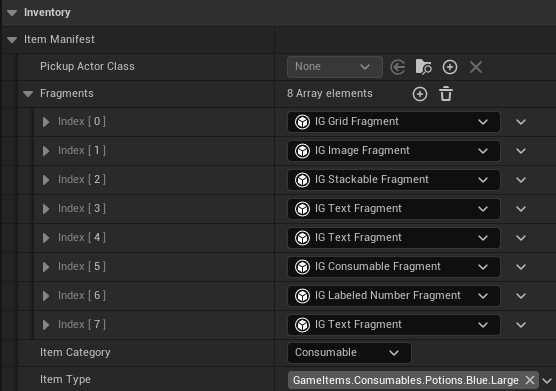 Inventory
Item Manifest
Pickup Actor Class None
Fragments 8 Array elements
Index [ 0 ] IG Grid Fragment
Index [ 1 ] IG Image Fragment
Index [ 2 ] IG Stackable Fragment
Index [ 3 ] IG Text Fragment
Index [ 4 ] IG Text Fragment
Index [ 5 ] IG Consumable Fragment
Index [ 6 ] IG Labeled Number Fragment
Index [ 7 ] IG Text Fragment
Item Category Consumable
Item Type GameItems.Consumables.Potions.Blue.Large